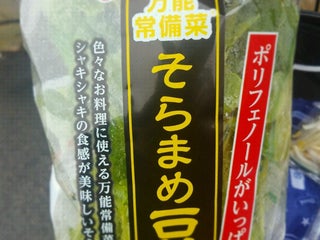 万能
常備菜
そらまめ豆
ポリフェノールがいっぱ
色々なお料理に使える万能常備菜
シャキシャキの食感が美味しいそ